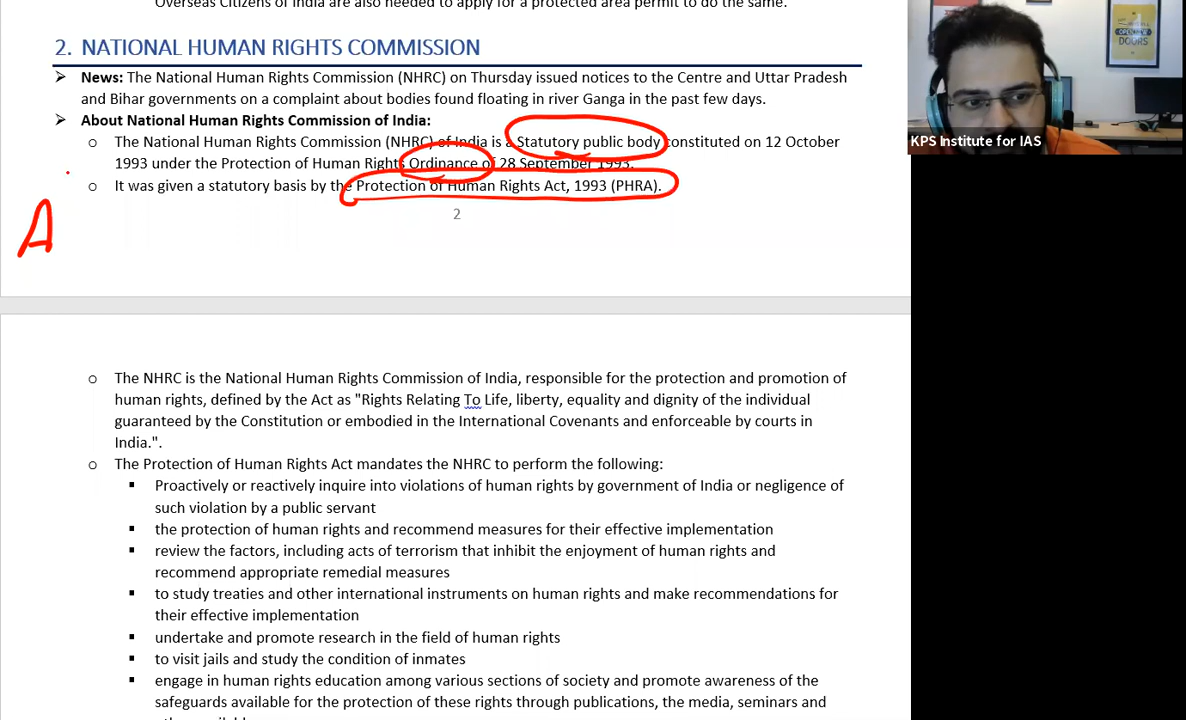 Overseas Citizens of India are also needed to apply for a protected area permit to do the same.
2. NATIONAL HUMAN RIGHTS COMMISSION
➤ News: The National Human Rights Commission (NHRC) on Thursday issued notices to the Centre and Uttar Pradesh
and Bihar governments on a complaint about bodies found floating in river Ganga in the past few days.
➤ About National Human Rights Commission of India:
o The National Human Rights Commission (NHRC) of India is a Statutory public body constituted on 12 October
1993 under the Protection of Human Rights Ordinance of 28 September 1993.
o It was given a statutory basis by the Protection of Human Rights Act, 1993 (PHRA).
2
A
o The NHRC is the National Human Rights Commission of India, responsible for the protection and promotion of
human rights, defined by the Act as "Rights Relating To Life, liberty, equality and dignity of the individual
guaranteed by the Constitution or embodied in the International Covenants and enforceable by courts in
India.".
o The Protection of Human Rights Act mandates the NHRC to perform the following:
▪ Proactively or reactively inquire into violations of human rights by government of India or negligence of
such violation by a public servant
▪ the protection of human rights and recommend measures for their effective implementation
▪ review the factors, including acts of terrorism that inhibit the enjoyment of human rights and
recommend appropriate remedial measures
▪ to study treaties and other international instruments on human rights and make recommendations for
their effective implementation
▪ undertake and promote research in the field of human rights
▪ to visit jails and study the condition of inmates
▪ engage in human rights education among various sections of society and promote awareness of the
safeguards available for the protection of these rights through publications, the media, seminars and
OPEN
DOORS
KPS Institute for IAS